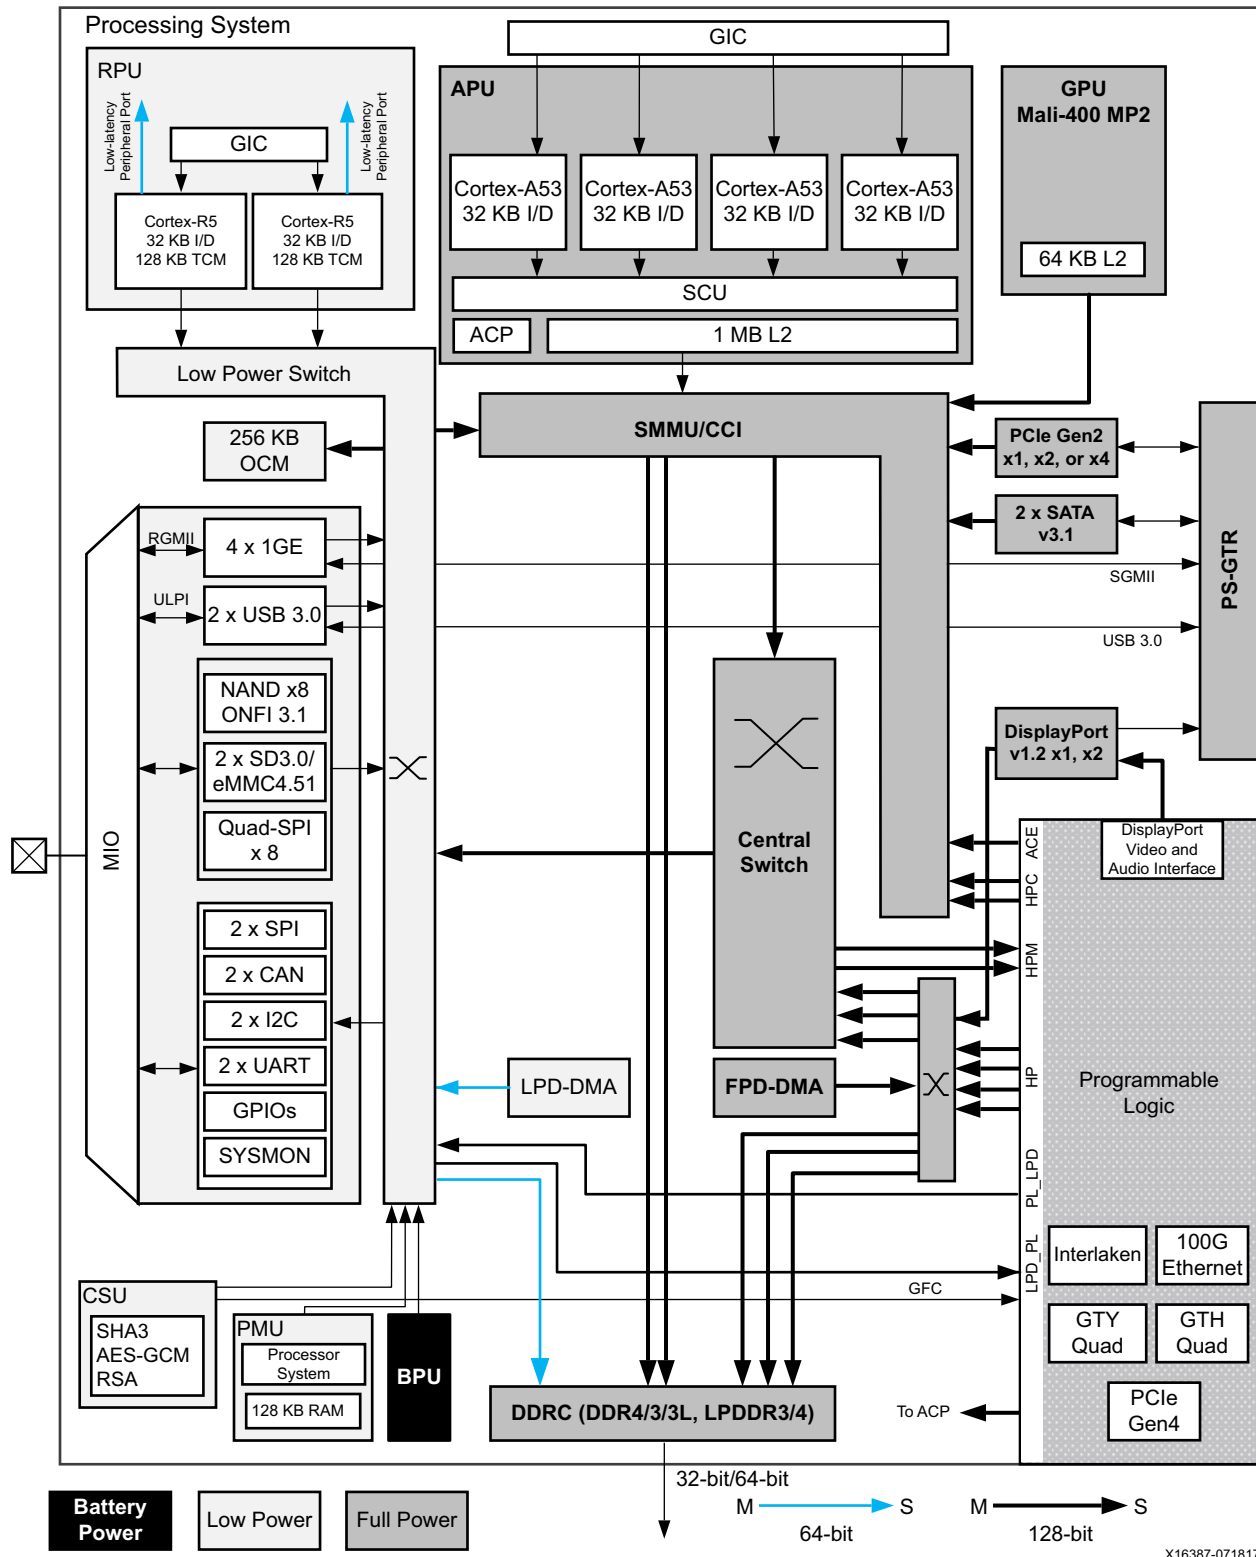 Processing System
RPU
Low-latency
Peripheral Port
GIC
Low-latency
Peripheral Port
Cortex-R5
32 KB I/D
128 KB TCM
Cortex-R5
32 KB I/D
128 KB TCM
GIC
APU
Cortex-A53
32 KB I/D
Cortex-A53
32 KB I/D
Cortex-A53
32 KB I/D
Cortex-A53
32 KB I/D
SCU
ACP
1 MB L2
GPU
Mali-400 MP2
64 KB L2
Low Power Switch
256 KB
OCM
SMMU/CCI
PCIe Gen2
x1, x2, or x4
2 x SATA
v3.1
PS-GTR
RGMII
4 x 1GE
SGMII
ULPI
2 x USB 3.0
USB 3.0
NAND x8
ONFI 3.1
2 x SD3.0/
eMMC4.51
Quad-SPI
x 8
MIO
Central
Switch
DisplayPort
v1.2 x1, x2
DisplayPort
Video and
Audio Interface
ACE
HPC
HPM
HP
PL_LPD
LPD_PL
Programmable
Logic
2 x SPI
2 x CAN
2 x I2C
2 x UART
GPIOs
SYSMON
LPD-DMA
FPD-DMA
Interlaken
100G
Ethernet
GTY
Quad
GTH
Quad
PCIe
Gen4
GFC
CSU
SHA3
AES-GCM
RSA
PMU
Processor
System
128 KB RAM
BPU
DDRC (DDR4/3/3L, LPDDR3/4)
To ACP
32-bit/64-bit
Battery
Power
Low Power
Full Power
M
S
64-bit
M
S
128-bit
X16387-071817